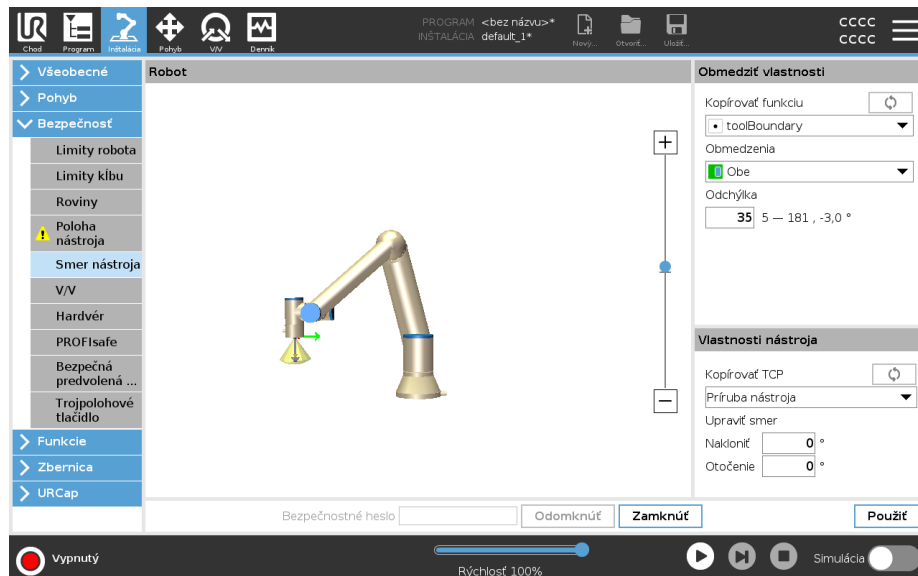 UR
PROGRAM <bez názvu>*
INŠTALÁCIA default_1*
Chod
Program
Inštalácia
Pohyb
V/V
Denník
Nový...
Otvoriť...
Uložiť...
CCCC
CCCC
Všeobecné
Pohyb
Bezpečnosť
Limity robota
Limity kĺbu
Roviny
Poloha
nástroja
Smer nástroja
V/V
Hardvér
PROFIsafe
Bezpečná
predvolená ...
Trojpolohové
tlačidlo
Funkcie
Zbernica
URCap
Robot
Obmedziť vlastnosti
Kopírovať funkciu
toolBoundary
Obmedzenia
Obe
Odchýlka
35 5 — 181 , -3,0 °
Vlastnosti nástroja
Kopírovať TCP
Príruba nástroja
Upraviť smer
Nakloniť 0 °
Otočenie 0 °
Bezpečnostné heslo
Odomknúť
Zamknúť
Použiť
Vypnutý
Rýchlosť 100%
Simulácia